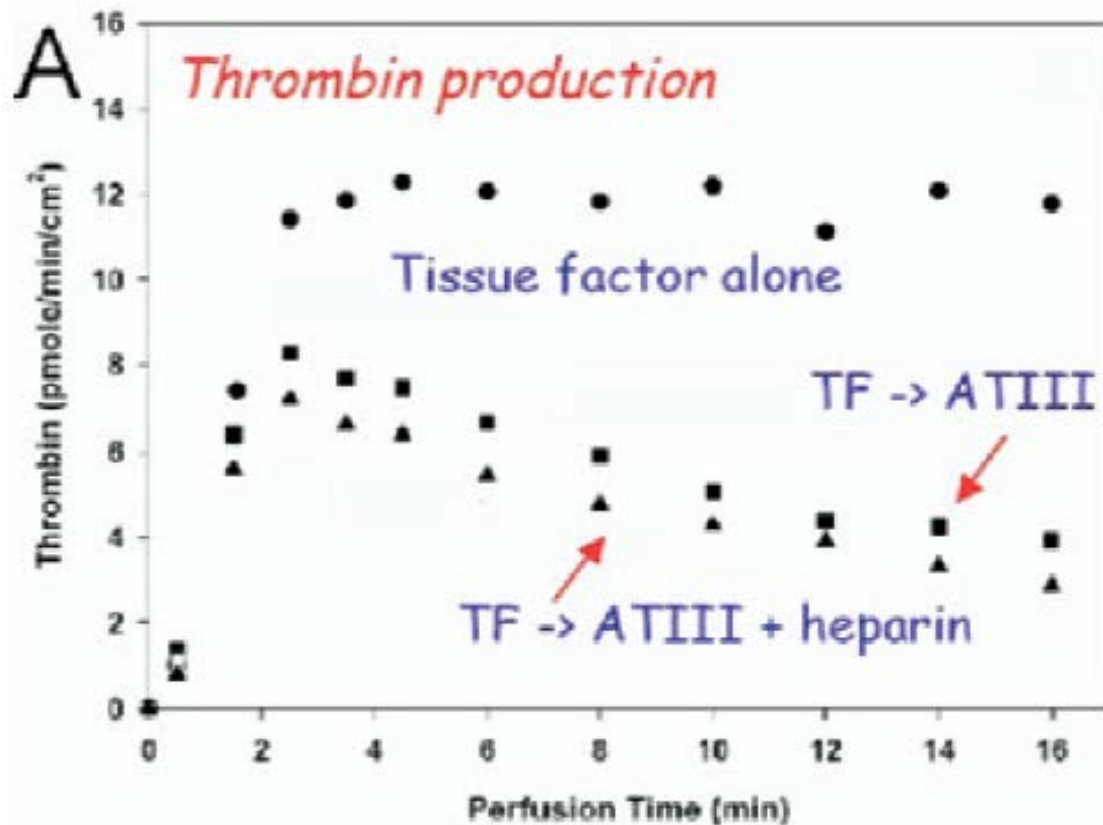 A
Thrombin production
Thrombin (pmole/min/cm²)
16
14
12
10
8
6
4
2
0
Tissue factor alone
TF -> ATIII
TF -> ATIII + heparin
0 2 4 6 8 10 12 14 16
Perfusion Time (min)